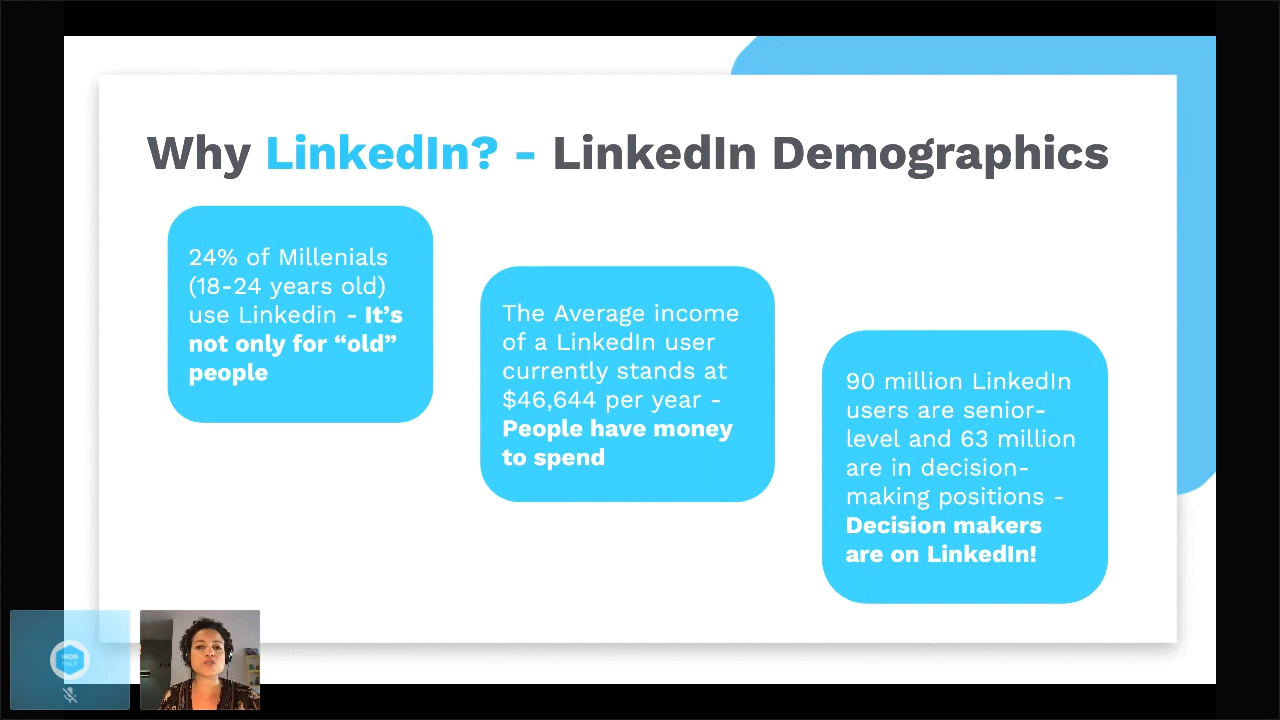 Why LinkedIn? - LinkedIn Demographics
24% of Millenials
(18-24 years old)
use Linkedin - It’s
not only for “old”
people
The Average income
of a LinkedIn user
currently stands at
$46,644 per year -
People have money
to spend
90 million LinkedIn
users are senior-
level and 63 million
are in decision-
making positions -
Decision makers
are on LinkedIn!
IRON
HACK